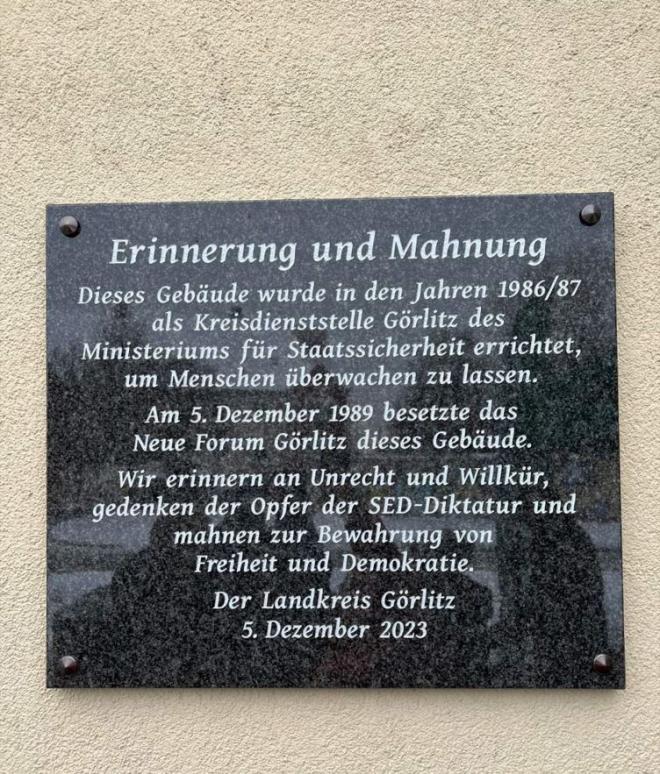 Erinnerung und Mahnung
Dieses Gebäude wurde in den Jahren 1986/87
als Kreisdienststelle Görlitz des
Ministeriums für Staatssicherheit errichtet,
um Menschen überwachen zu lassen.
Am 5. Dezember 1989 besetzte das
Neue Forum Görlitz dieses Gebäude.
Wir erinnern an Unrecht und Willkür,
gedenken der Opfer der SED-Diktatur und
mahnen zur Bewahrung von
Freiheit und Demokratie.
Der Landkreis Görlitz
5. Dezember 2023